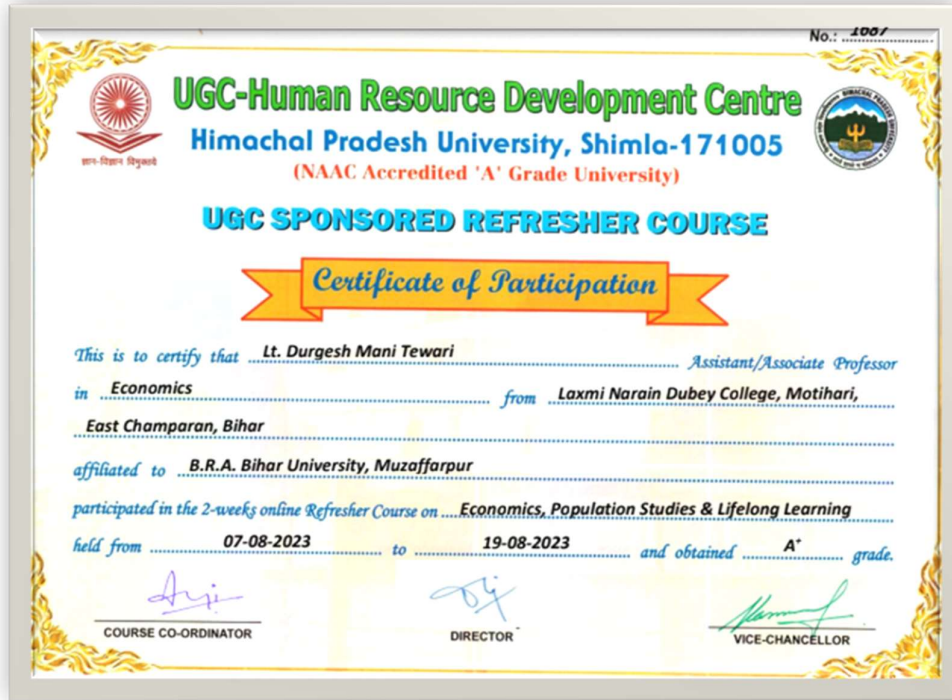 No.: 1687
UGC-Human Resource Development Centre
Himachal Pradesh University, Shimla-171005
(NAAC Accredited 'A' Grade University)
ज्ञान-विज्ञान विमुक्तये
UGC SPONSORED REFRESHER COURSE
Certificate of Participation
This is to certify that Lt. Durgesh Mani Tewari Assistant/Associate Professor
in Economics from Laxmi Narain Dubey College, Motihari,
East Champaran, Bihar
affiliated to B.R.A. Bihar University, Muzaffarpur
participated in the 2-weeks online Refresher Course on Economics, Population Studies & Lifelong Learning
held from 07-08-2023 to 19-08-2023 and obtained A+ grade.
COURSE CO-ORDINATOR
DIRECTOR
VICE-CHANCELLOR